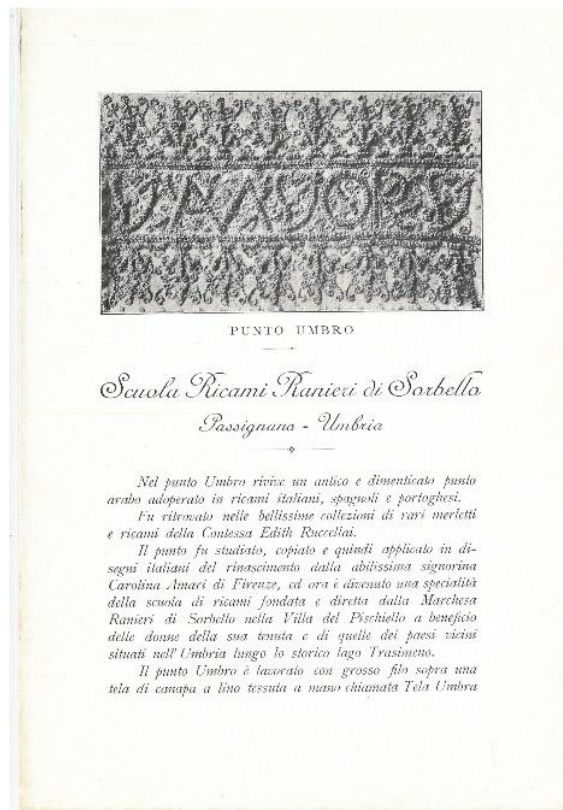 PUNTO UMBRO
Scuola Ricami Ranieri di Sorbello
Passignano - Umbria
Nel punto Umbro rivive un antico e dimenticato punto
arabo adoperato in ricami italiani, spagnoli e portoghesi.
Fu ritrovato nelle bellissime collezioni di rari merletti
e ricami della Contessa Edith Rucellai.
Il punto fu studiato, copiato e quindi applicato in di-
segni italiani del rinascimento dalla abilissima signorina
Carolina Amari di Firenze, ed ora è divenuto una specialità
della scuola di ricami fondata e diretta dalla Marchesa
Ranieri di Sorbello nella Villa del Pischiello a beneficio
delle donne della sua tenuta e di quelle dei paesi vicini
situati nell' Umbria lungo lo storico lago Trasimeno.
Il punto Umbro è lavorato con grosso filo sopra una
tela di canapa a lino tessuta a mano chiamata Tela Umbra